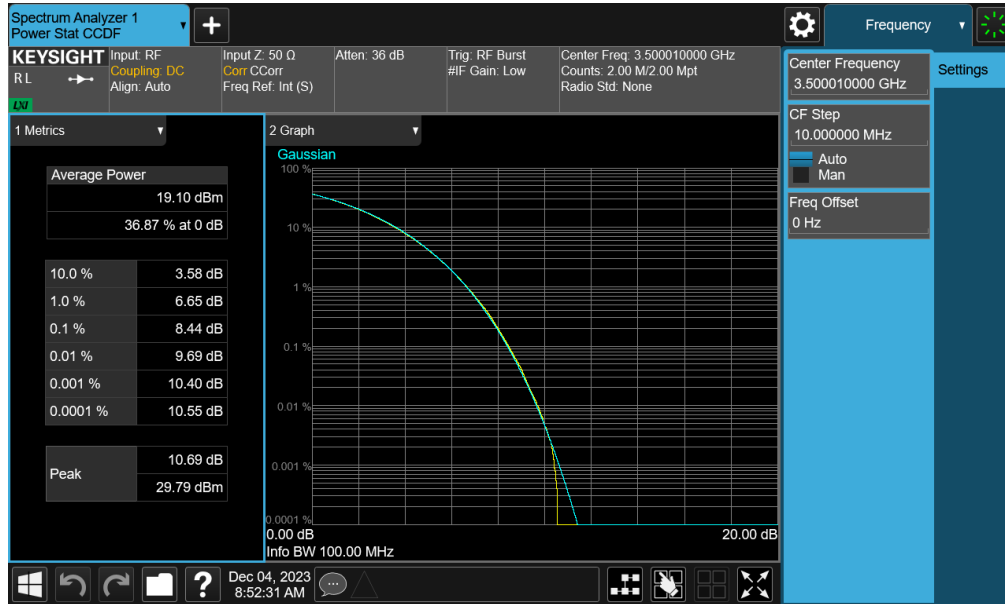 Spectrum Analyzer 1
Power Stat CCDF
Frequency
KEYSIGHT
R L
LXI
Input: RF
Coupling: DC
Align: Auto
Input Z: 50 Ω
Corr CCorr
Freq Ref: Int (S)
Atten: 36 dB
Trig: RF Burst
#IF Gain: Low
Center Freq: 3.500010000 GHz
Counts: 2.00 M/2.00 Mpt
Radio Std: None
Center Frequency
3.500010000 GHz
Settings
CF Step
10.000000 MHz
Auto
Man
Freq Offset
0 Hz
1 Metrics
Average Power
19.10 dBm
36.87 % at 0 dB
10.0 % 3.58 dB
1.0 % 6.65 dB
0.1 % 8.44 dB
0.01 % 9.69 dB
0.001 % 10.40 dB
0.0001 % 10.55 dB
Peak
10.69 dB
29.79 dBm
2 Graph
Gaussian
100 %
10 %
1 %
0.1 %
0.01 %
0.001 %
0.0001 %
0.00 dB 20.00 dB
Info BW 100.00 MHz
?
Dec 04, 2023
8:52:31 AM